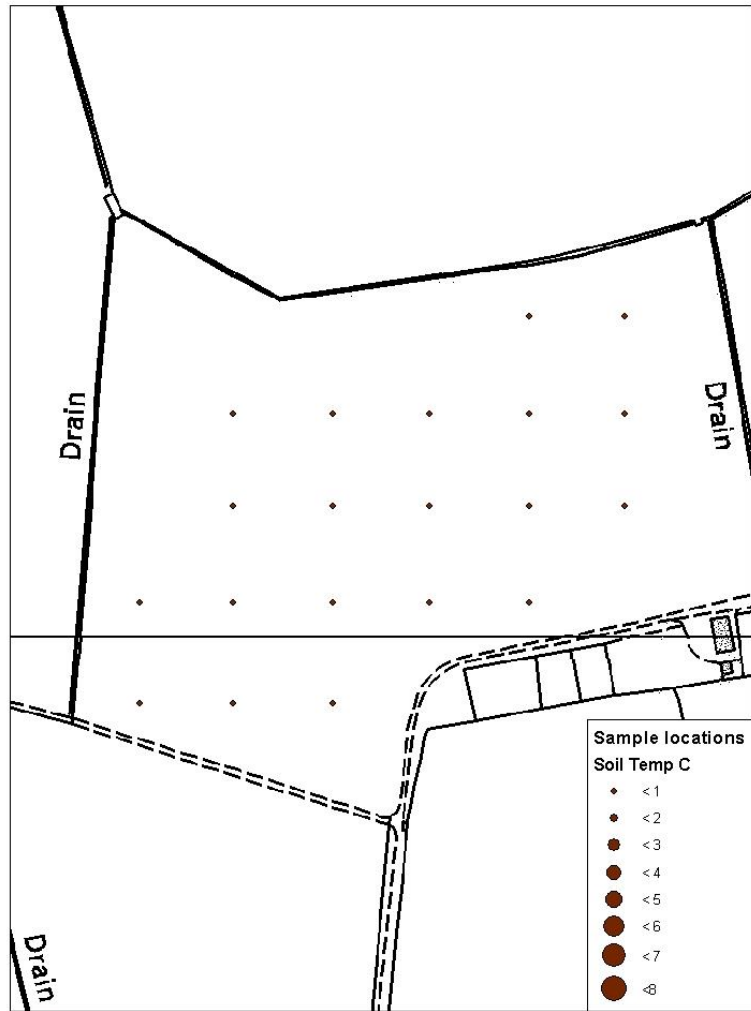 Drain
Drain
Drain
Sample locations
Soil Temp C
< 1
< 2
< 3
< 4
< 5
< 6
< 7
<8